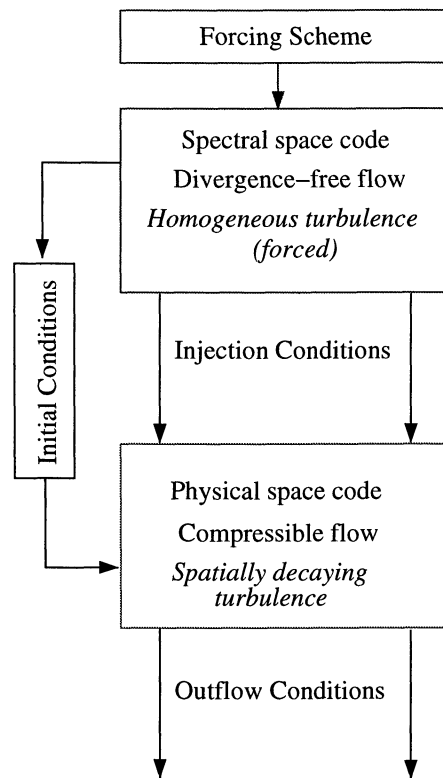 Forcing Scheme
Spectral space code
Divergence−free flow
Homogeneous turbulence
(forced)
Initial Conditions
Injection Conditions
Physical space code
Compressible flow
Spatially decaying
turbulence
Outflow Conditions